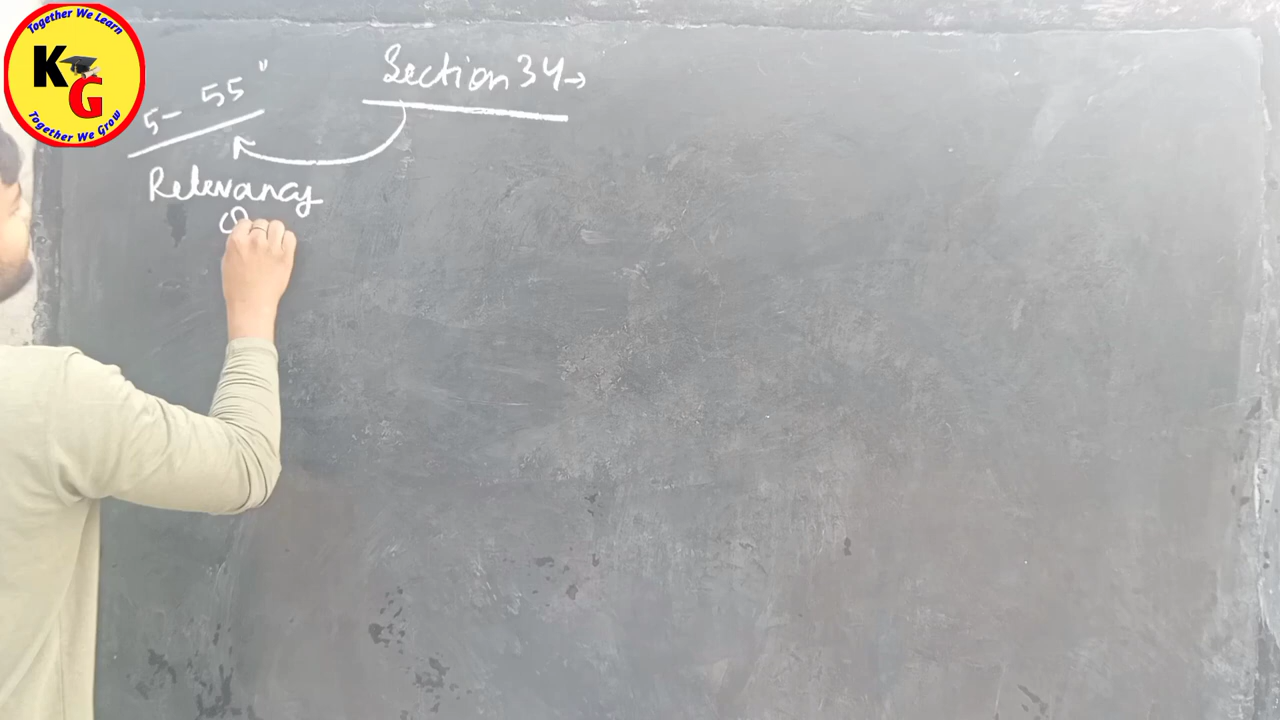 Together We Learn
K
G
Together We Grow
Section 34→
5- 55"
Relevancy